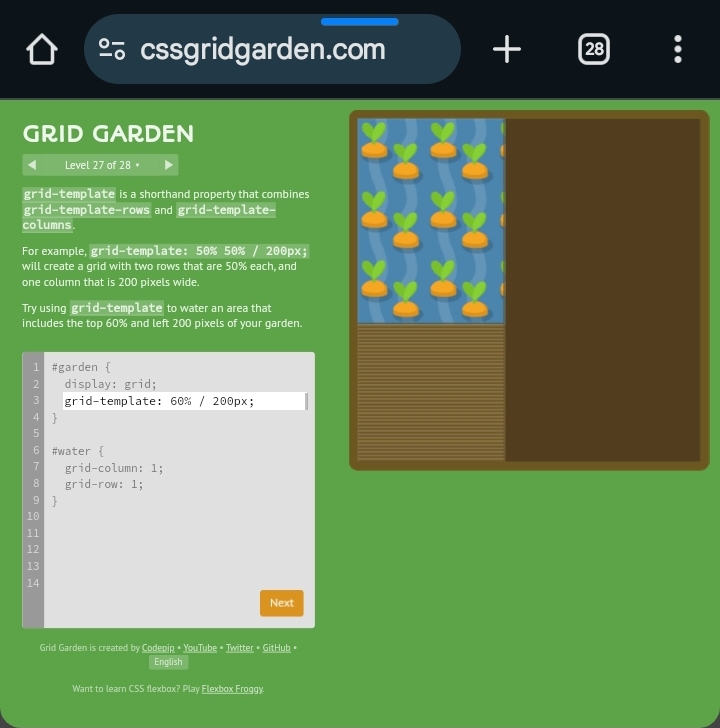 cssgridgarden.com
28
GRID GARDEN
Level 27 of 28
grid-template is a shorthand property that combines
grid-template-rows and grid-template-
columns.
For example, grid-template: 50% 50% / 200px;
will create a grid with two rows that are 50% each, and
one column that is 200 pixels wide.
Try using grid-template to water an area that
includes the top 60% and left 200 pixels of your garden.
1 #garden {
2 display: grid;
3 grid-template: 60% / 200px;
4 }
5
6 #water {
7 grid-column: 1;
8 grid-row: 1;
9 }
10
11
12
13
14
Next
Grid Garden is created by Codepip • YouTube • Twitter • GitHub •
English
Want to learn CSS flexbox? Play Flexbox Froggy.